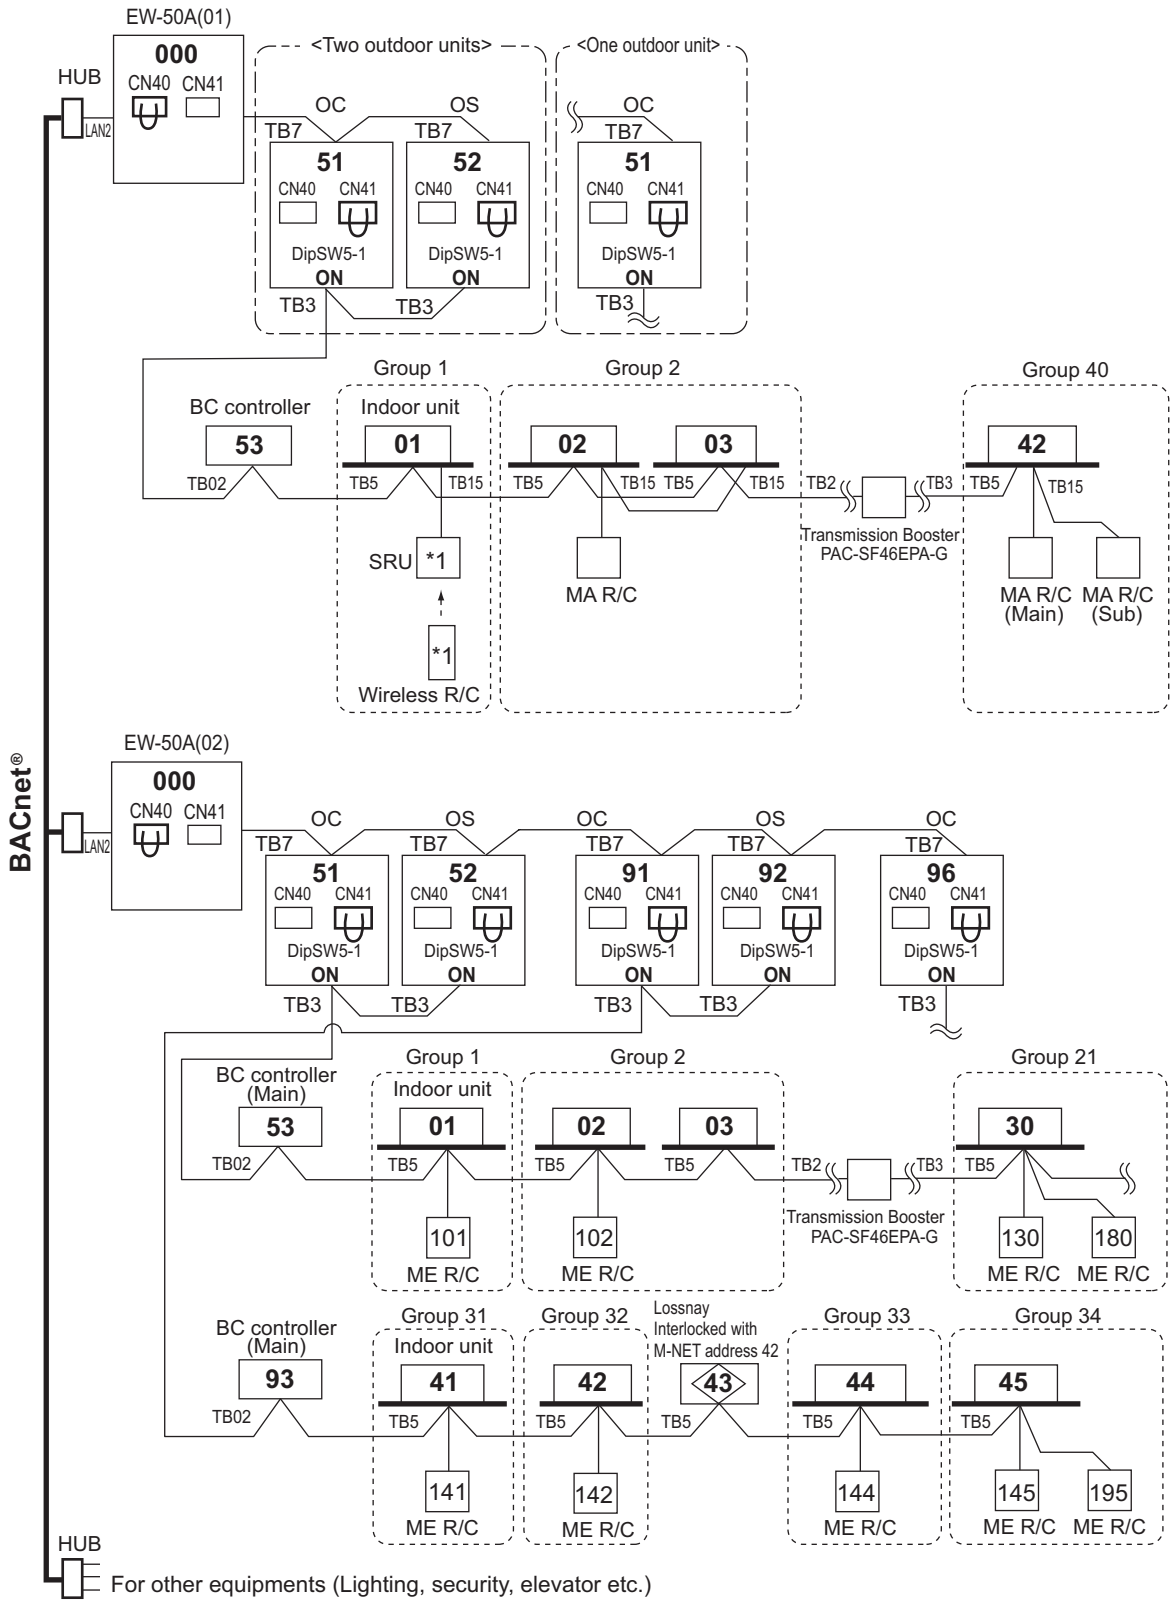 EW-50A(01)
000
CN40 CN41
HUB
LAN2
<Two outdoor units>
<One outdoor unit>
OC
OS
OC
TB7
TB7
TB7
51
52
51
CN40 CN41
CN40 CN41
CN40 CN41
DipSW5-1
DipSW5-1
DipSW5-1
ON
ON
ON
TB3
TB3
TB3
Group 1
Group 2
Group 40
BC controller
Indoor unit
53
01
02
03
42
TB02
TB5
TB15
TB5
TB15
TB5
TB15
TB2
TB3
TB5
TB15
Transmission Booster
PAC-SF46EPA-G
SRU
*1
MA R/C
MA R/C
(Main)
MA R/C
(Sub)
*1
Wireless R/C
BACnet®
EW-50A(02)
000
CN40 CN41
LAN2
OC
OS
OC
OS
OC
TB7
TB7
TB7
TB7
TB7
51
52
91
92
96
CN40 CN41
CN40 CN41
CN40 CN41
CN40 CN41
CN40 CN41
DipSW5-1
DipSW5-1
DipSW5-1
DipSW5-1
DipSW5-1
ON
ON
ON
ON
ON
TB3
TB3
TB3
TB3
TB3
Group 1
Group 2
Group 21
BC controller
(Main)
Indoor unit
53
01
02
03
30
TB02
TB5
TB5
TB5
TB2
TB3
TB5
Transmission Booster
PAC-SF46EPA-G
101
102
130
180
ME R/C
ME R/C
ME R/C
ME R/C
Group 31
Group 32
Lossnay
Interlocked with
M-NET address 42
Group 33
Group 34
BC controller
(Main)
Indoor unit
93
41
42
43
44
45
TB02
TB5
TB5
TB5
TB5
TB5
141
142
144
145
195
ME R/C
ME R/C
ME R/C
ME R/C
ME R/C
HUB
For other equipments (Lighting, security, elevator etc.)